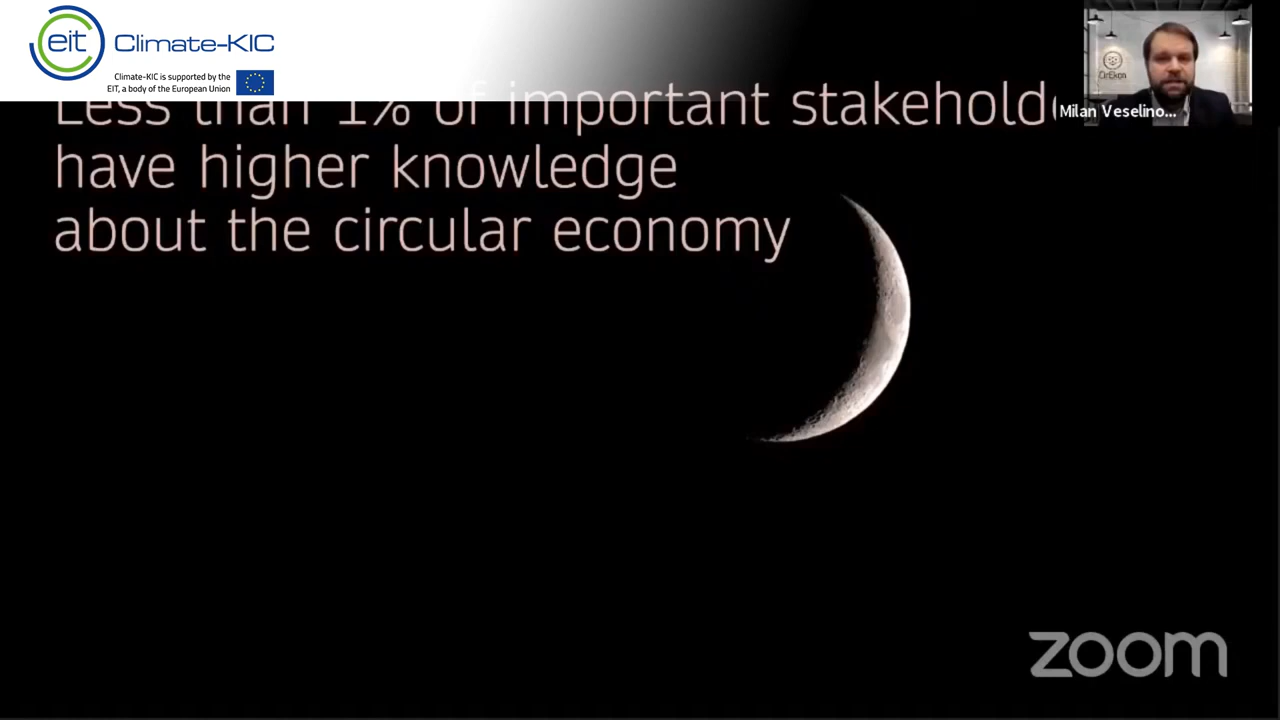 eit Climate-KIC
Climate-KIC is supported by the
EIT, a body of the European Union
CirEkon
Milan Veselino...
Less than 1% of important stakehold
have higher knowledge
about the circular economy
zoom